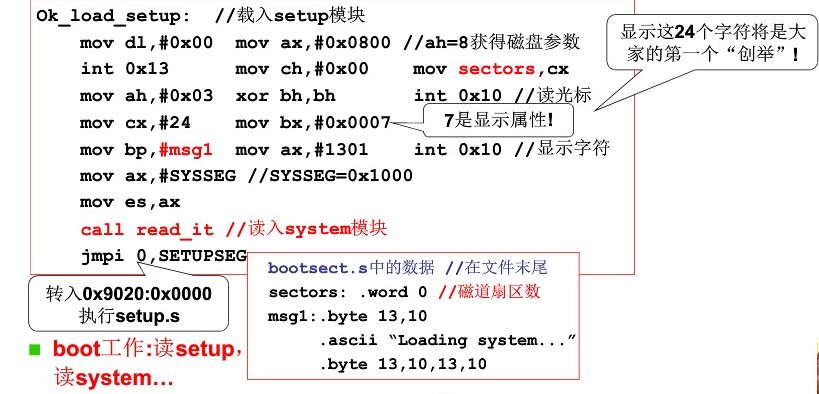 Ok_load_setup: //载入setup模块
mov dl,#0x00 mov ax,#0x0800 //ah=8获得磁盘参数
int 0x13 mov ch,#0x00 mov sectors,cx
mov ah,#0x03 xor bh,bh int 0x10 //读光标
mov cx,#24 mov bx,#0x0007
mov bp,#msg1 mov ax,#1301 int 0x10 //显示字符
mov ax,#SYSSEG //SYSSEG=0x1000
mov es,ax
call read_it //读入system模块
jmpi 0,SETUPSEG
显示这24个字符将是大
家的第一个“创举”!
7是显示属性!
转入0x9020:0x0000
执行setup.s
bootsect.s中的数据 //在文件末尾
sectors: .word 0 //磁道扇区数
msg1:.byte 13,10
.ascii “Loading system...”
.byte 13,10,13,10
boot工作:读setup,
读system...